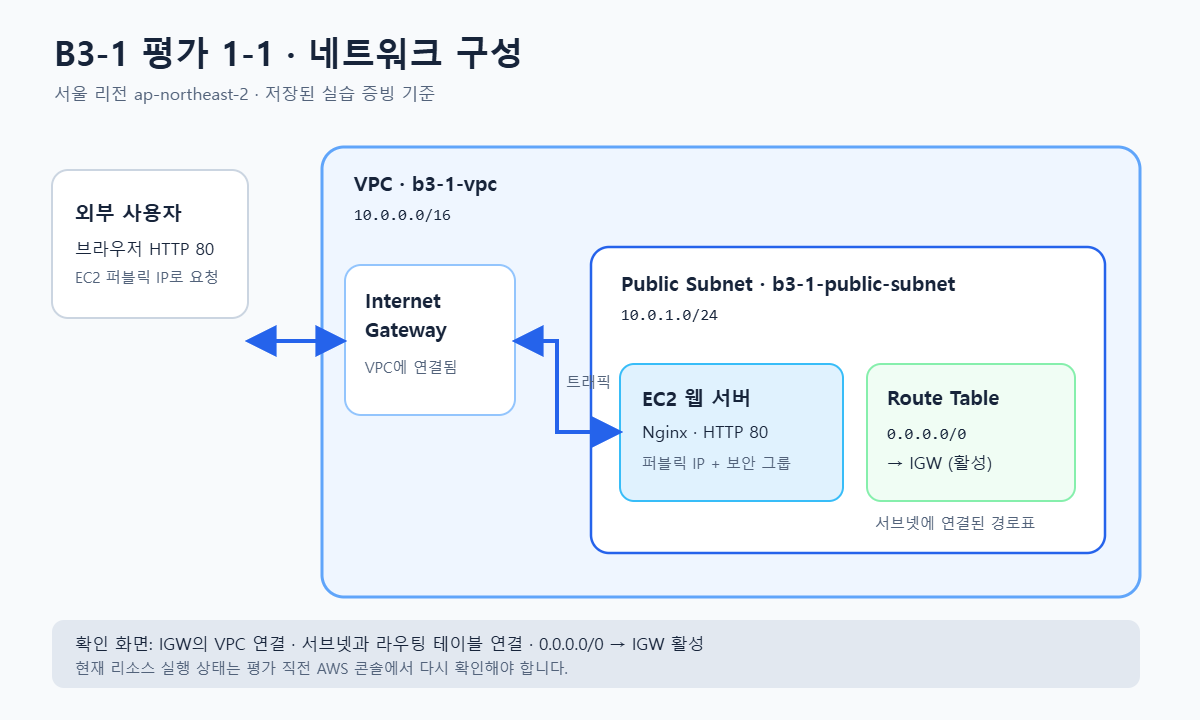 B3-1 평가 1-1 · 네트워크 구성
서울 리전 ap-northeast-2 · 저장된 실습 증빙 기준
외부 사용자
브라우저 HTTP 80
EC2 퍼블릭 IP로 요청
VPC · b3-1-vpc
10.0.0.0/16
Internet
Gateway
VPC에 연결됨
트래픽
Public Subnet · b3-1-public-subnet
10.0.1.0/24
EC2 웹 서버
Nginx · HTTP 80
퍼블릭 IP + 보안 그룹
Route Table
0.0.0.0/0
→ IGW (활성)
서브넷에 연결된 경로표
확인 화면: IGW의 VPC 연결 · 서브넷과 라우팅 테이블 연결 · 0.0.0.0/0 → IGW 활성
현재 리소스 실행 상태는 평가 직전 AWS 콘솔에서 다시 확인해야 합니다.